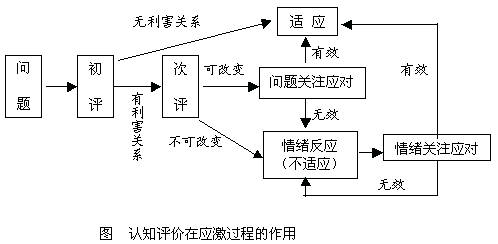 无利害关系
适 应
问题
初评
有利害关系
次评
可改变
不可改变
有效
问题关注应对
无效
情绪反应
（不适应）
有效
情绪关注应对
无效
图 认知评价在应激过程的作用